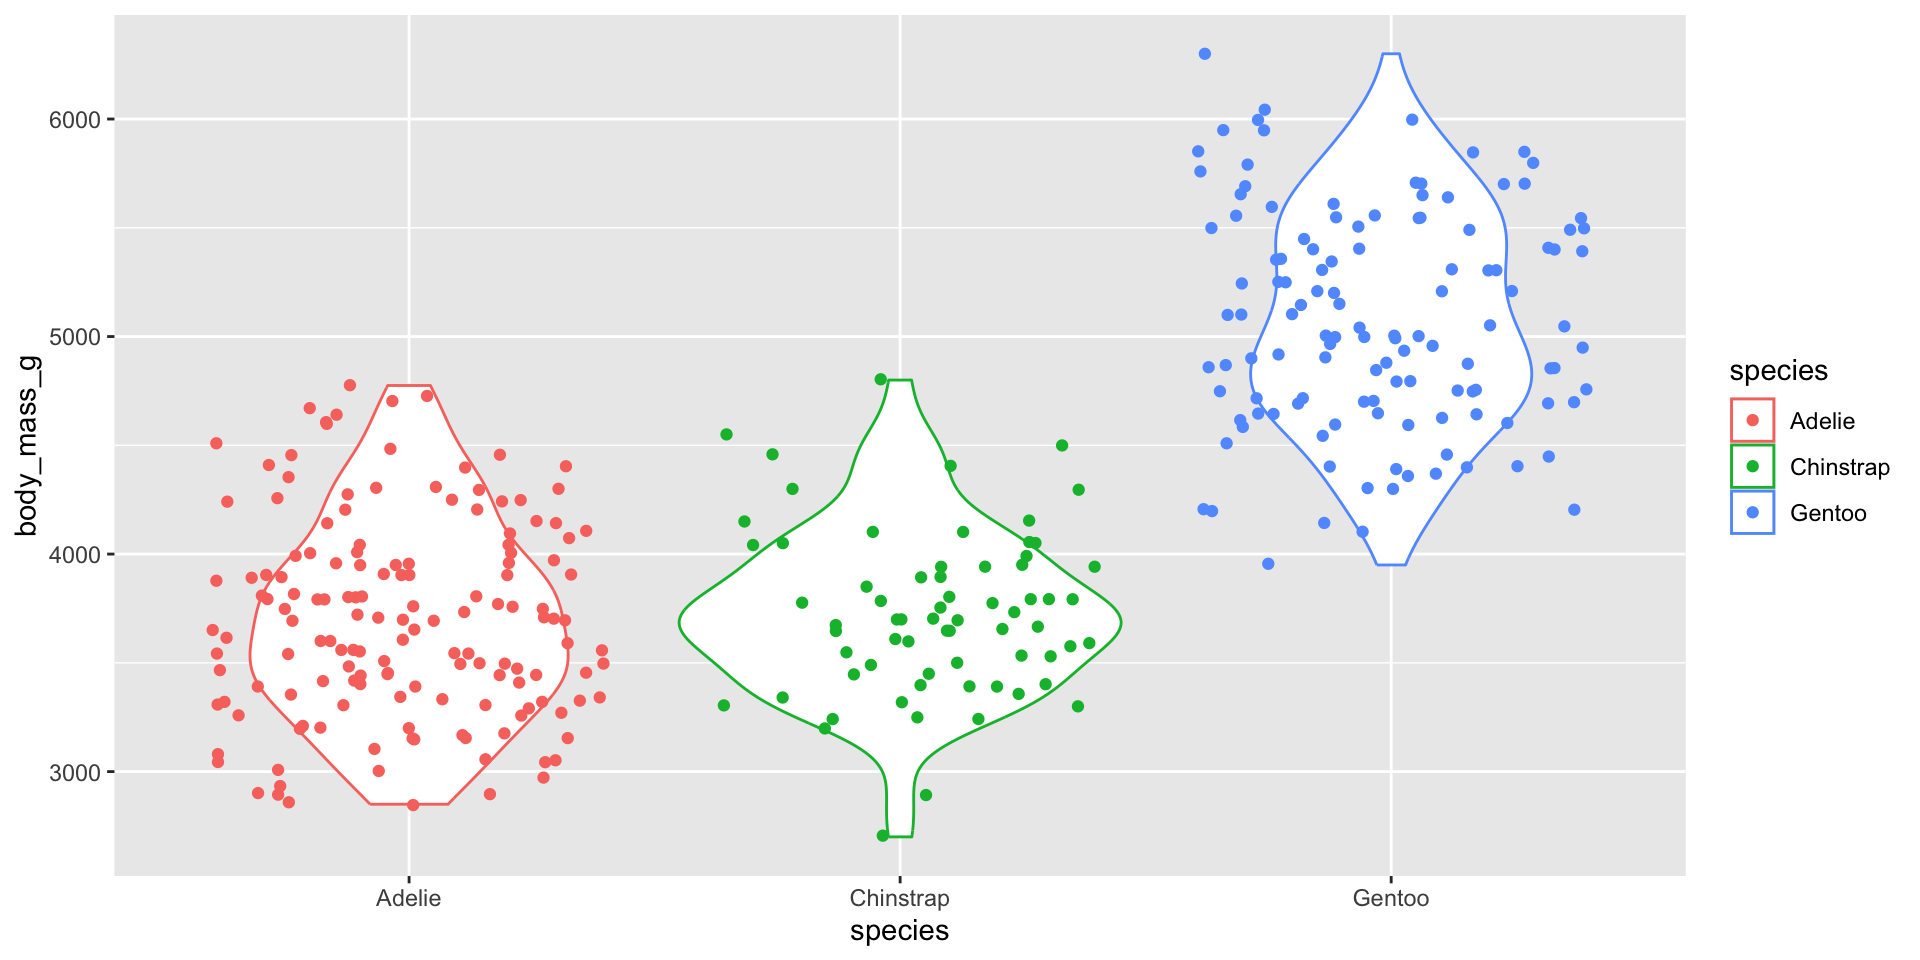 body_mass_g
6000
5000
4000
3000
Adelie Chinstrap Gentoo
species
species
Adelie
Chinstrap
Gentoo